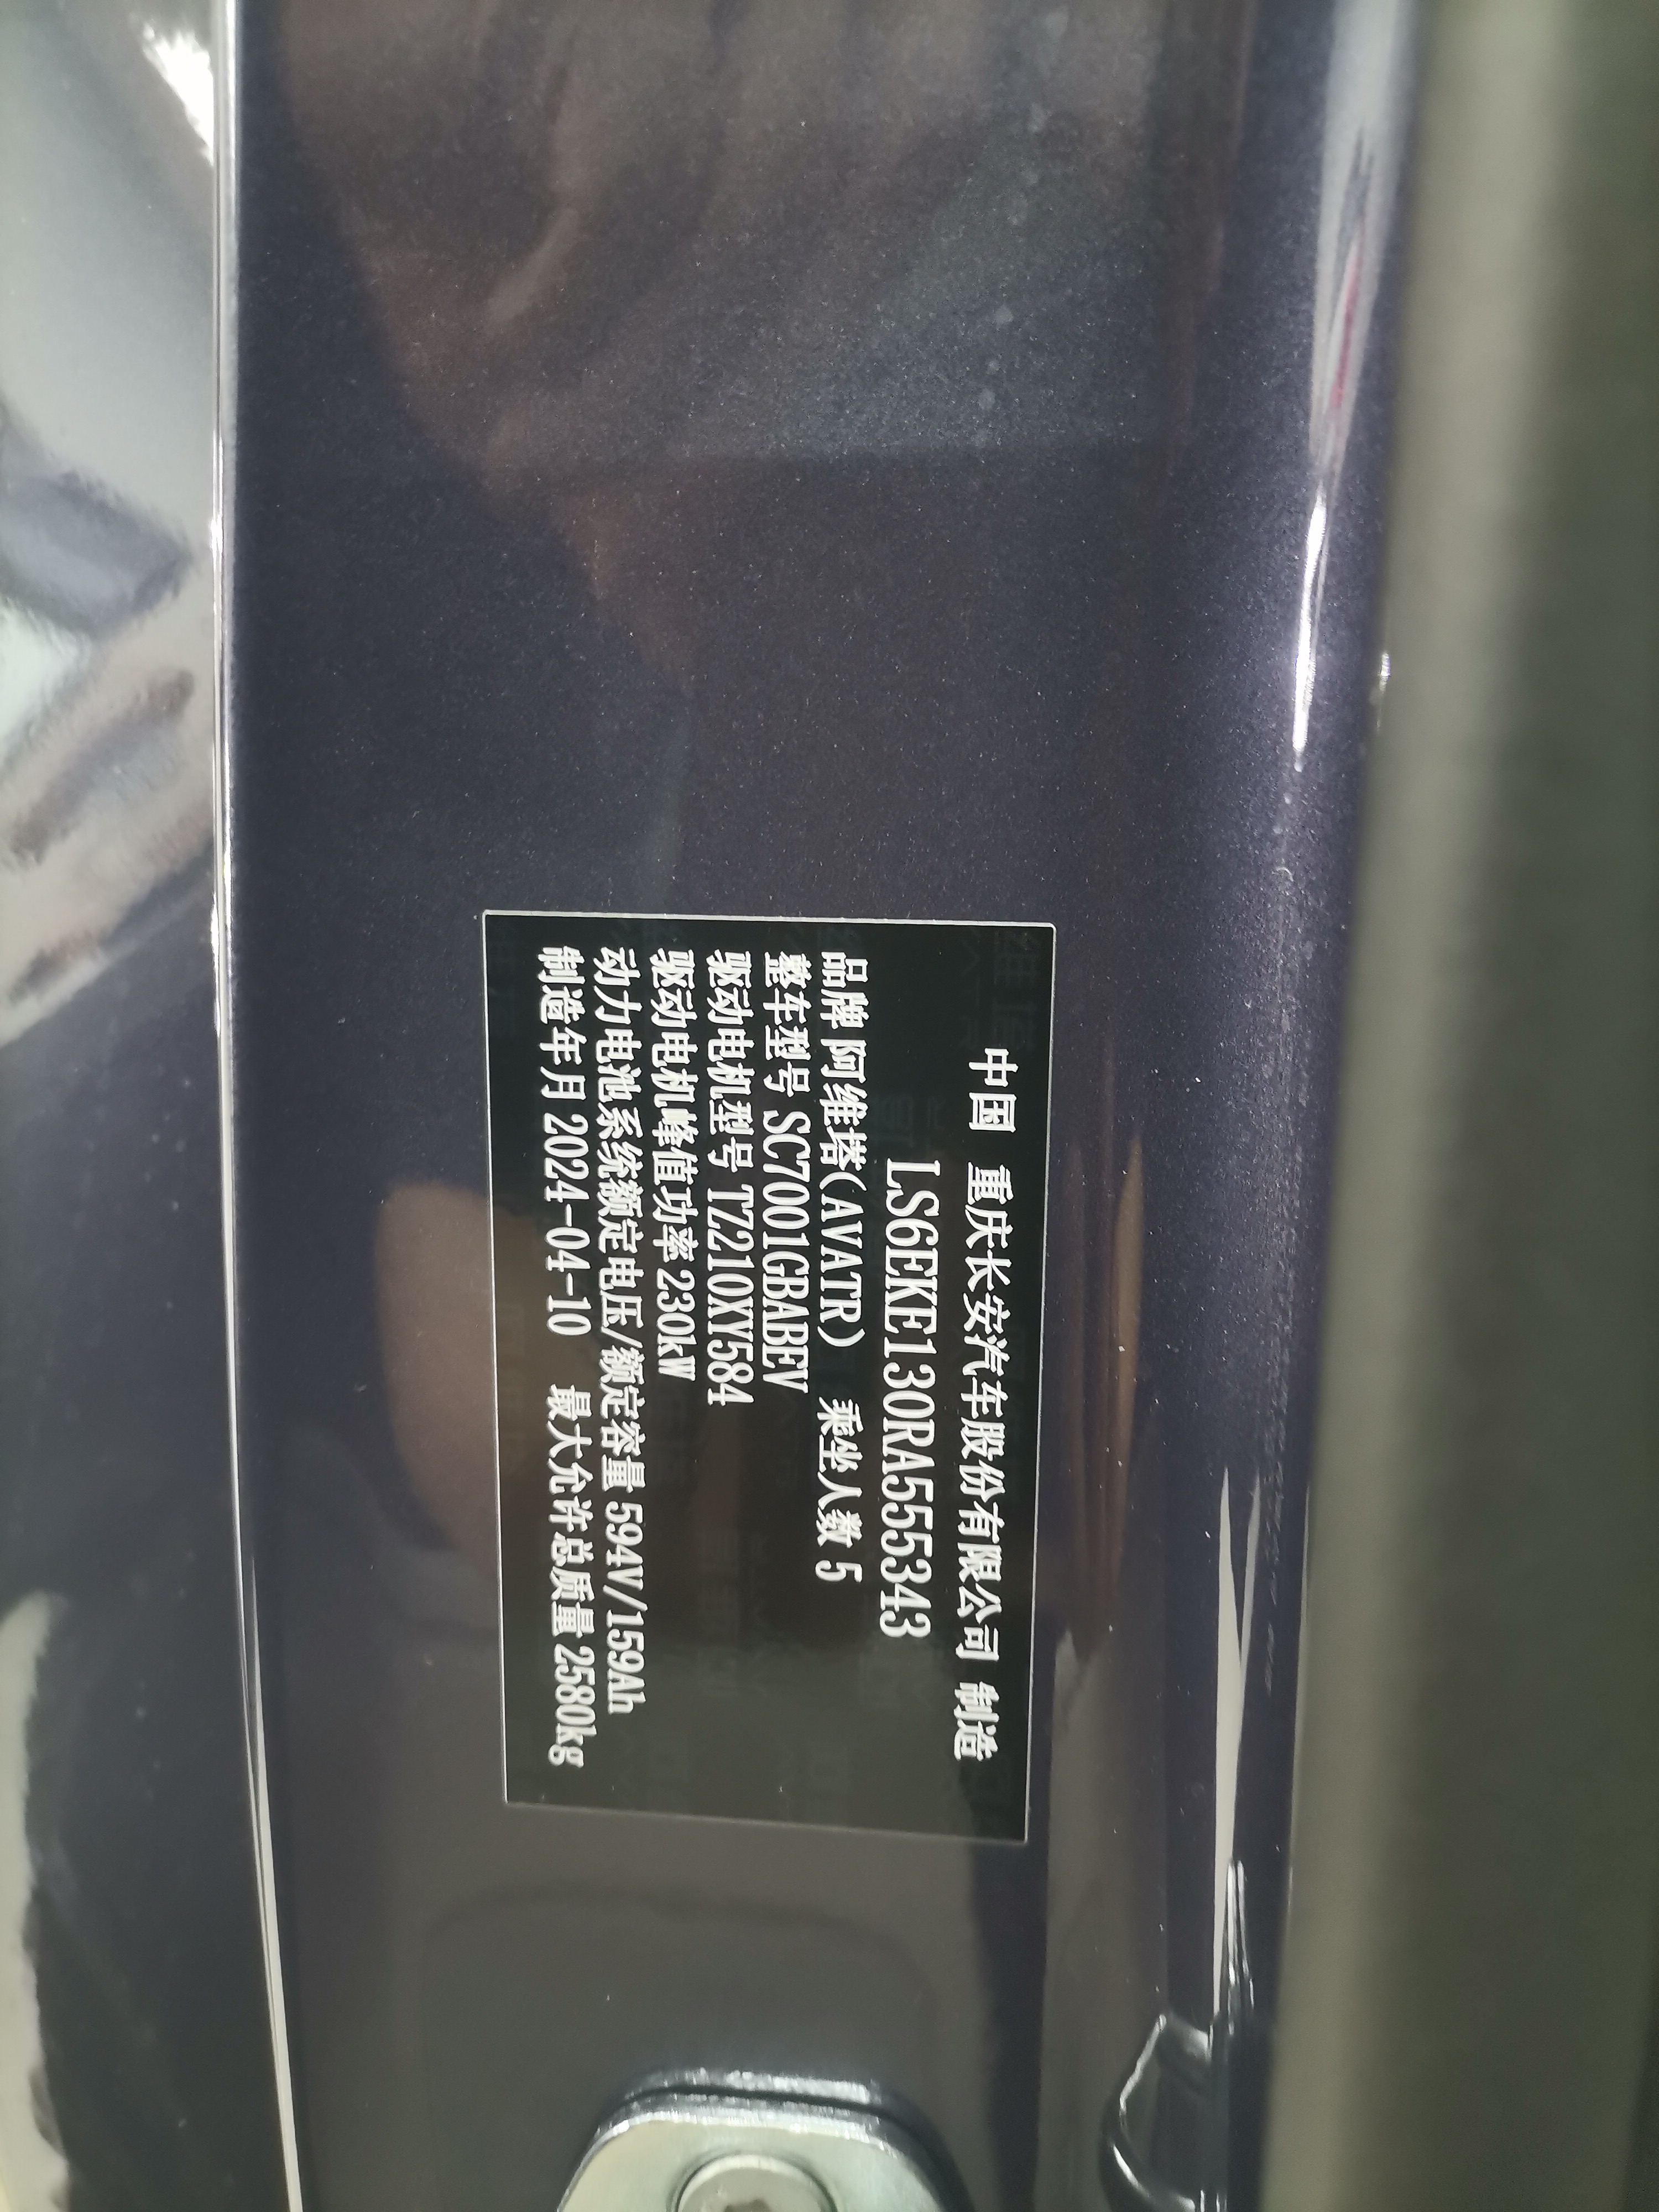 中国 重庆长安汽车股份有限公司 制造
LS6EKE130RA555343
品牌 阿维塔(AVATR) 乘坐人数 5
整车型号 SC7001GBABEV
驱动电机型号 TZ210XY584
驱动电机峰值功率 230kW
动力电池系统额定电压/额定容量 594V/159Ah
制造年月 2024-04-10 最大允许总质量 2580kg